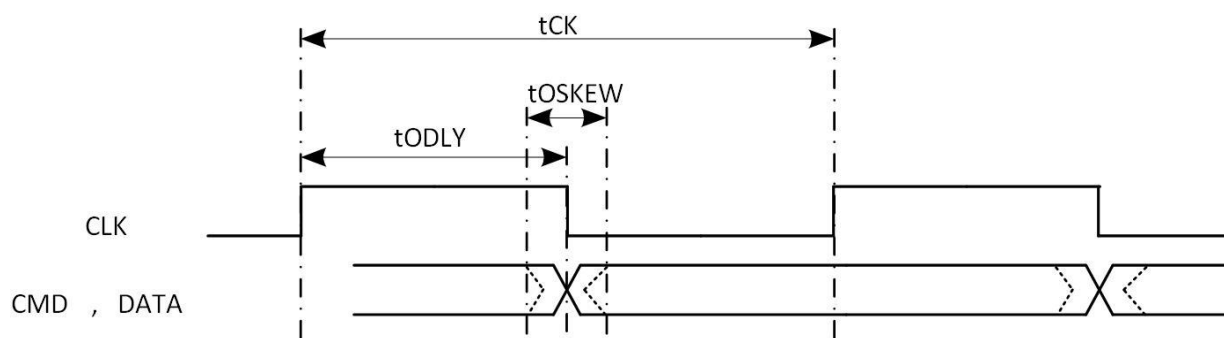 tCK
tOSKEW
tODLY
CLK
CMD , DATA